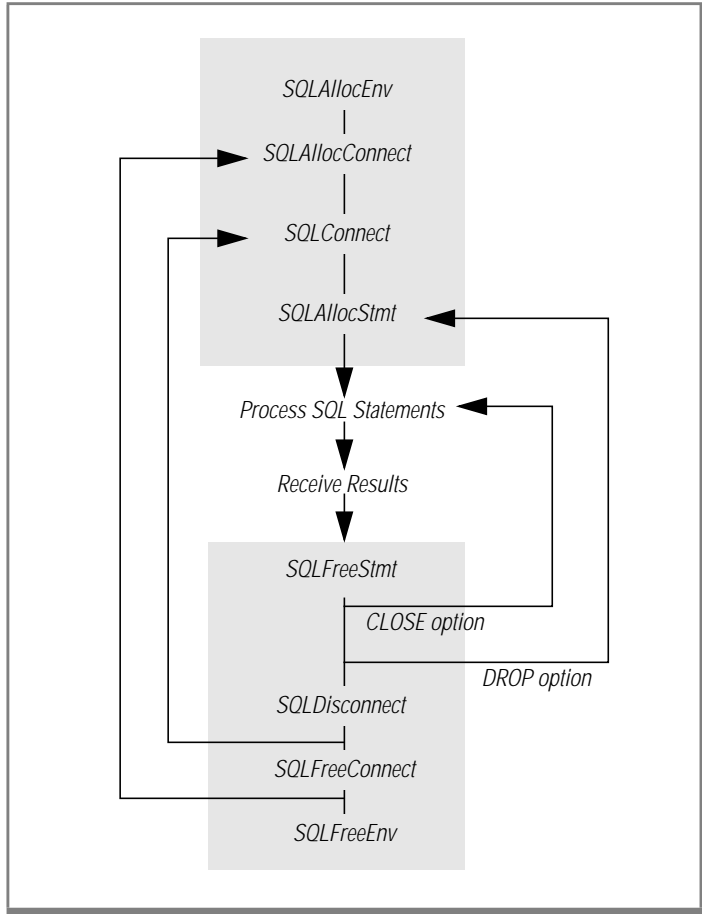 SQLAllocEnv
SQLAllocConnect
SQLConnect
SQLAllocStmt
Process SQL Statements
Receive Results
SQLFreeStmt
CLOSE option
DROP option
SQLDisconnect
SQLFreeConnect
SQLFreeEnv